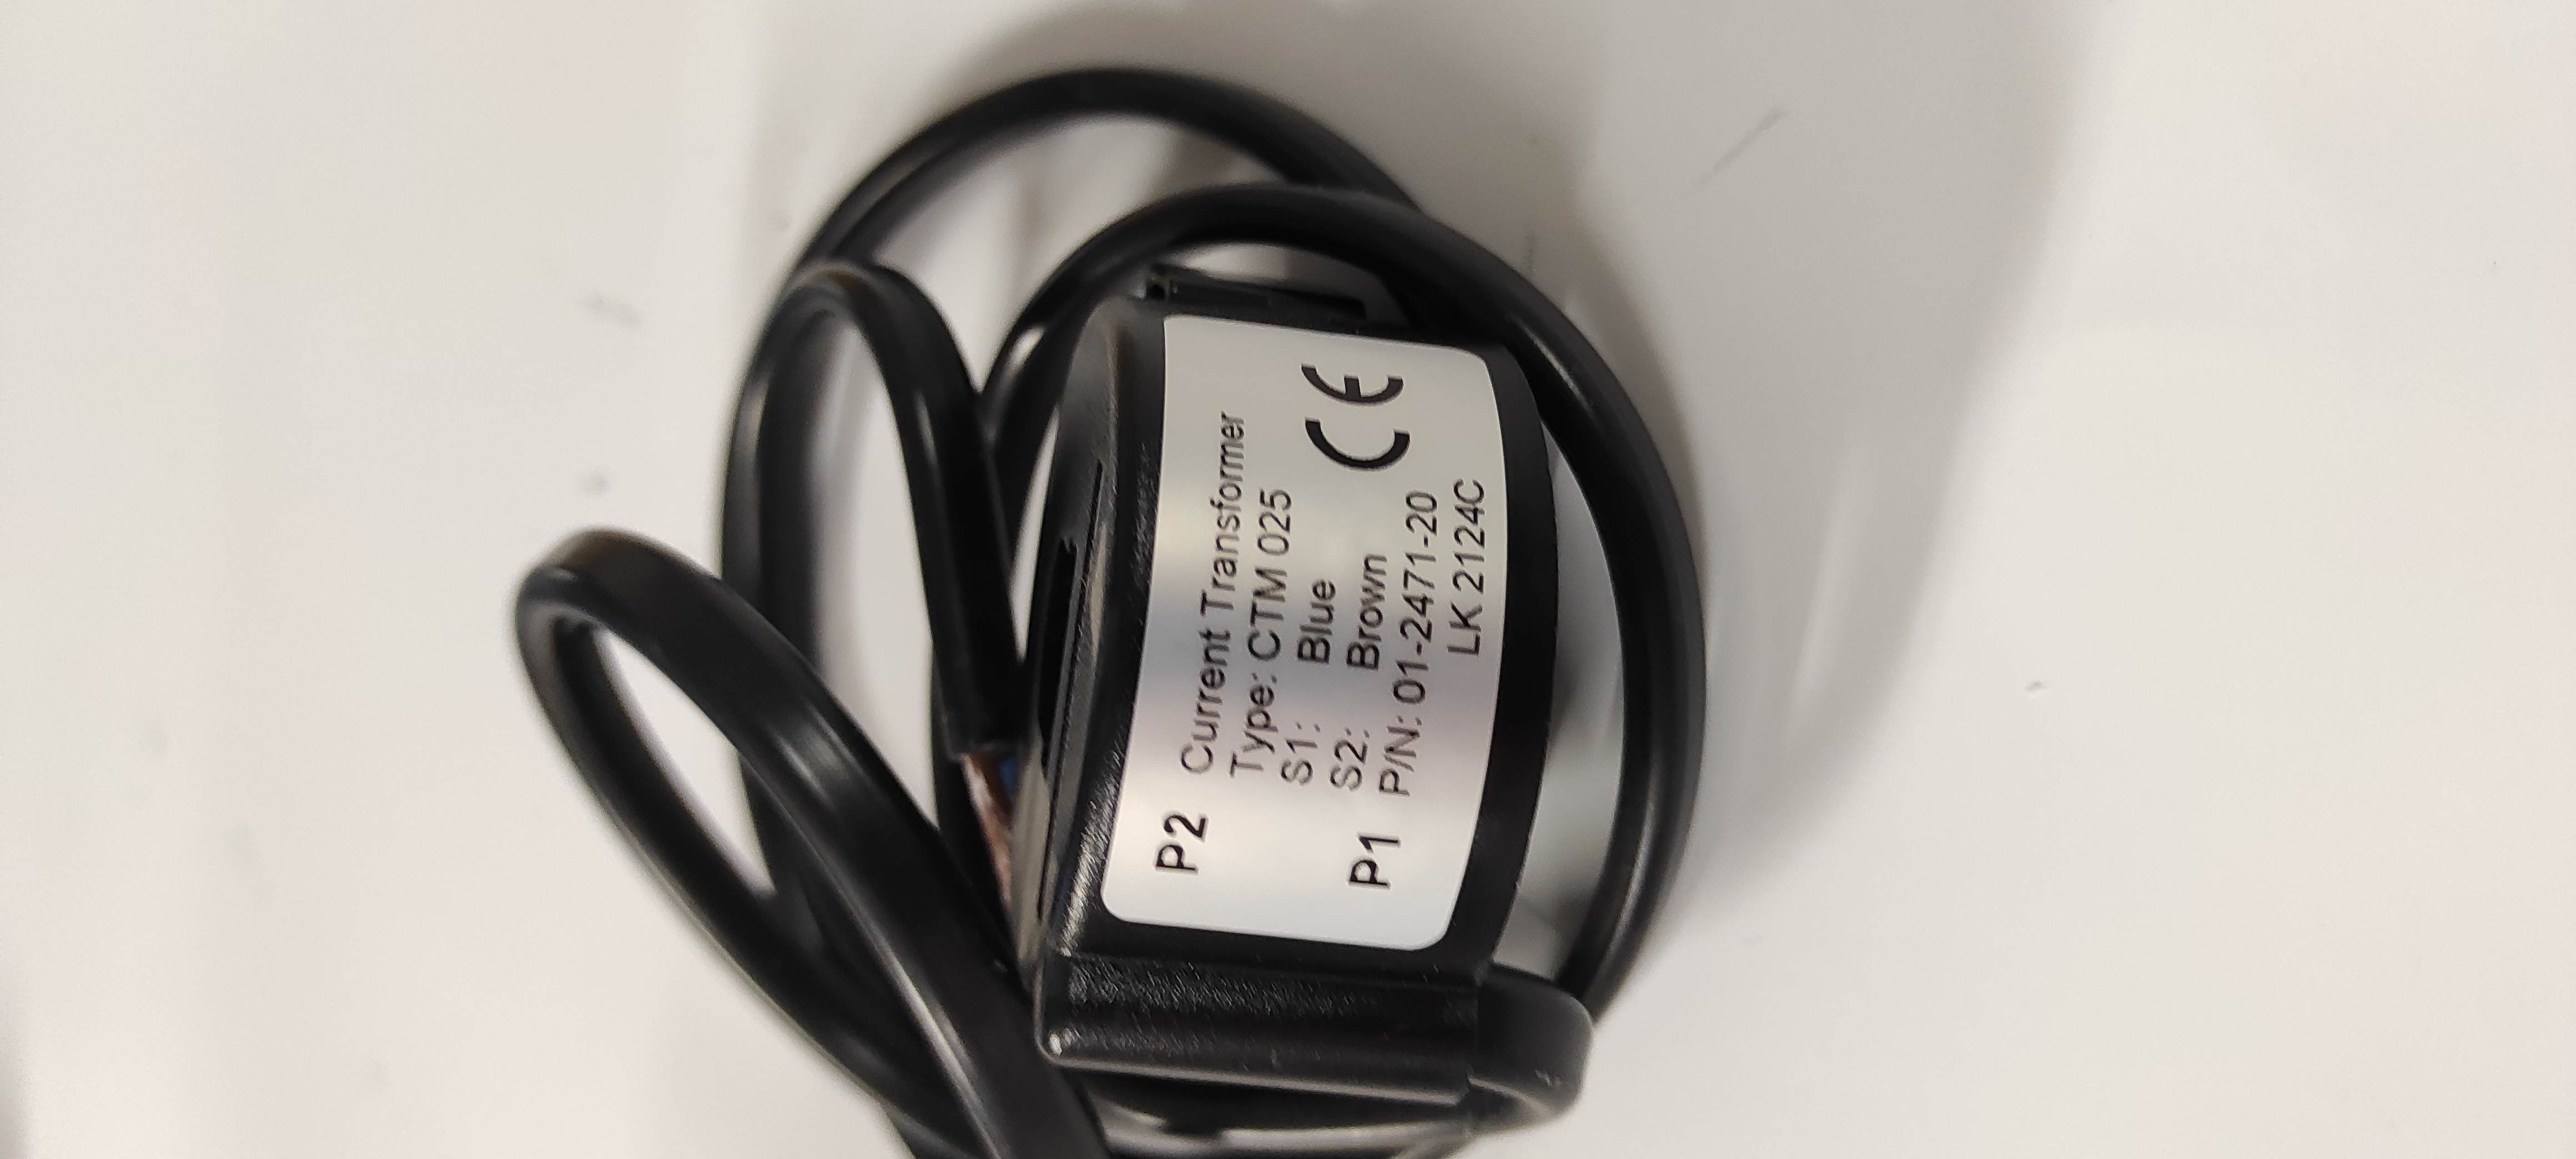 P2 Current Transformer
Type: CTM 025
S1: Blue
S2: Brown
P1 P/N: 01-2471-20
LK 2124C
CE